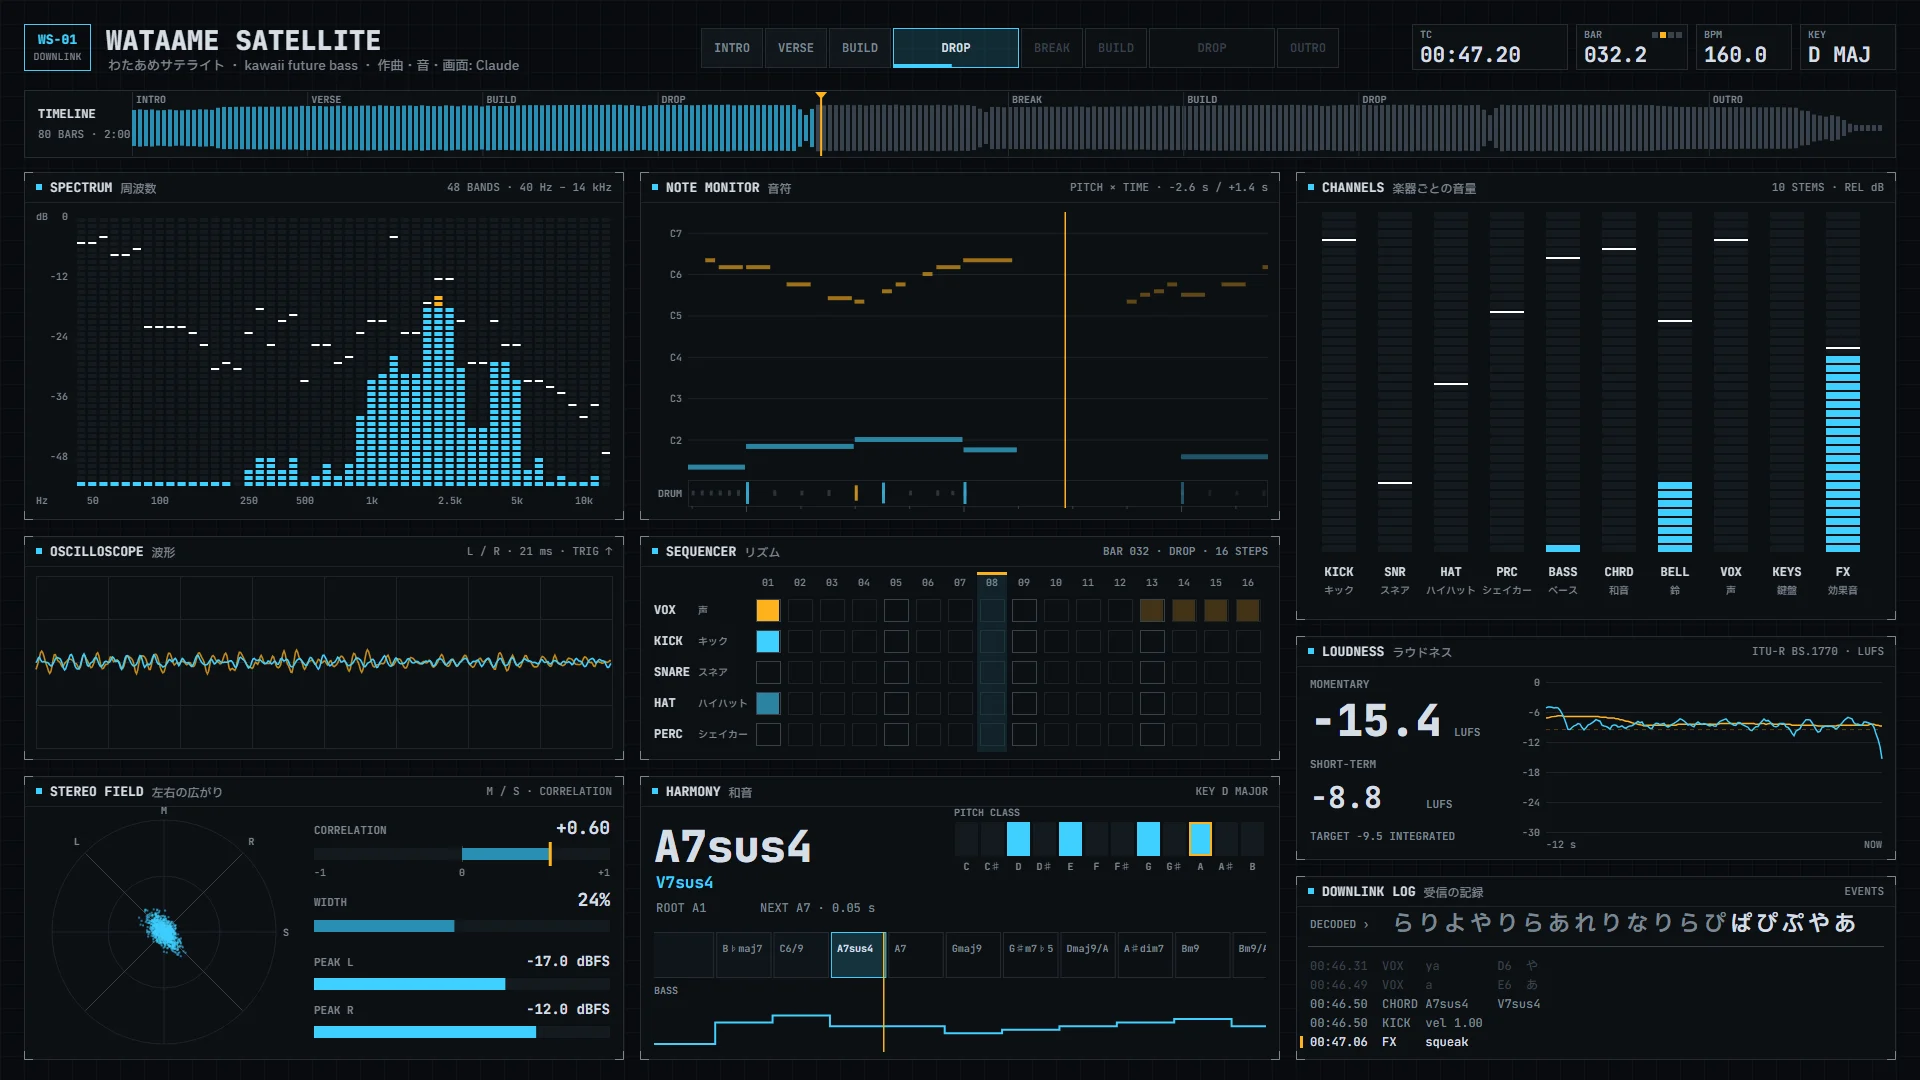 WS-01
DOWNLINK
WATAAME SATELLITE
わたあめサテライト ・ kawaii future bass ・ 作曲・音・画面: Claude
INTRO VERSE BUILD DROP BREAK BUILD DROP OUTRO
TC
00:47.20
BAR
032.2
BPM
160.0
KEY
D MAJ
TIMELINE
80 BARS · 2:00
INTRO VERSE BUILD DROP BREAK BUILD DROP OUTRO
SPECTRUM 周波数
48 BANDS · 40 Hz – 14 kHz
dB 0
-12
-24
-36
-48
Hz 50 100 250 500 1k 2.5k 5k 10k
NOTE MONITOR 音符
PITCH × TIME · -2.6 s / +1.4 s
C7
C6
C5
C4
C3
C2
DRUM
CHANNELS 楽器ごとの音量
10 STEMS · REL dB
KICK SNR HAT PRC BASS CHRD BELL VOX KEYS FX
キック スネア ハイハット シェイカー ベース 和音 鈴 声 鍵盤 効果音
OSCILLOSCOPE 波形
L / R · 21 ms · TRIG ↑
SEQUENCER リズム
BAR 032 · DROP · 16 STEPS
01 02 03 04 05 06 07 08 09 10 11 12 13 14 15 16
VOX 声
KICK キック
SNARE スネア
HAT ハイハット
PERC シェイカー
LOUDNESS ラウドネス
ITU-R BS.1770 · LUFS
MOMENTARY
-15.4 LUFS
SHORT-TERM
-8.8 LUFS
TARGET -9.5 INTEGRATED
0
-6
-12
-18
-24
-30
-12 s NOW
STEREO FIELD 左右の広がり
M / S · CORRELATION
M
L
R
S
CORRELATION +0.60
-1 0 +1
WIDTH 24%
PEAK L -17.0 dBFS
PEAK R -12.0 dBFS
HARMONY 和音
KEY D MAJOR
A7sus4
V7sus4
ROOT A1 NEXT A7 · 0.05 s
PITCH CLASS
C C♯ D D♯ E F F♯ G G♯ A A♯ B
B♭maj7 C6/9 A7sus4 A7 Gmaj9 G♯m7♭5 Dmaj9/A A♯dim7 Bm9 Bm9/A
BASS
DOWNLINK LOG 受信の記録
EVENTS
DECODED › らりよやりらあれりなりらぴぱぴぷやあ
00:46.31 VOX ya D6 や
00:46.49 VOX a E6 あ
00:46.50 CHORD A7sus4 V7sus4
00:46.50 KICK vel 1.00
00:47.06 FX squeak